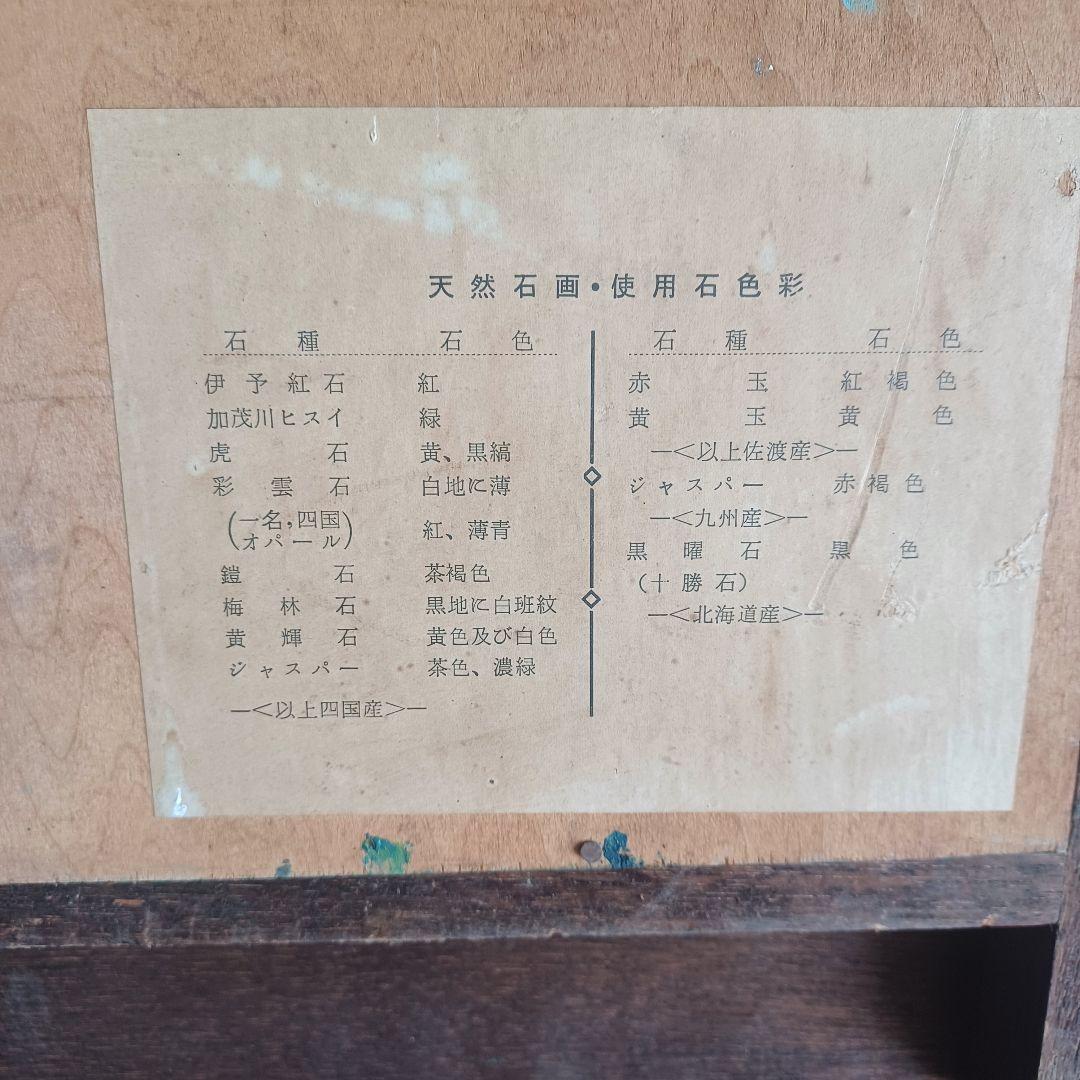 天然石画・使用石色彩
石種 石色
伊予紅石 紅
加茂川ヒスイ 緑
虎石 黄、黒縞
彩雲石 白地に薄
(一名,四国オパール) 紅、薄青
鎧石 茶褐色
梅林石 黒地に白班紋
黄輝石 黄色及び白色
ジャスパー 茶色、濃緑
―<以上四国産>―
石種 石色
赤玉 紅褐色
黄玉 黄色
―<以上佐渡産>―
ジャスパー 赤褐色
―<九州産>―
黒曜石 黒色
(十勝石)
―<北海道産>―